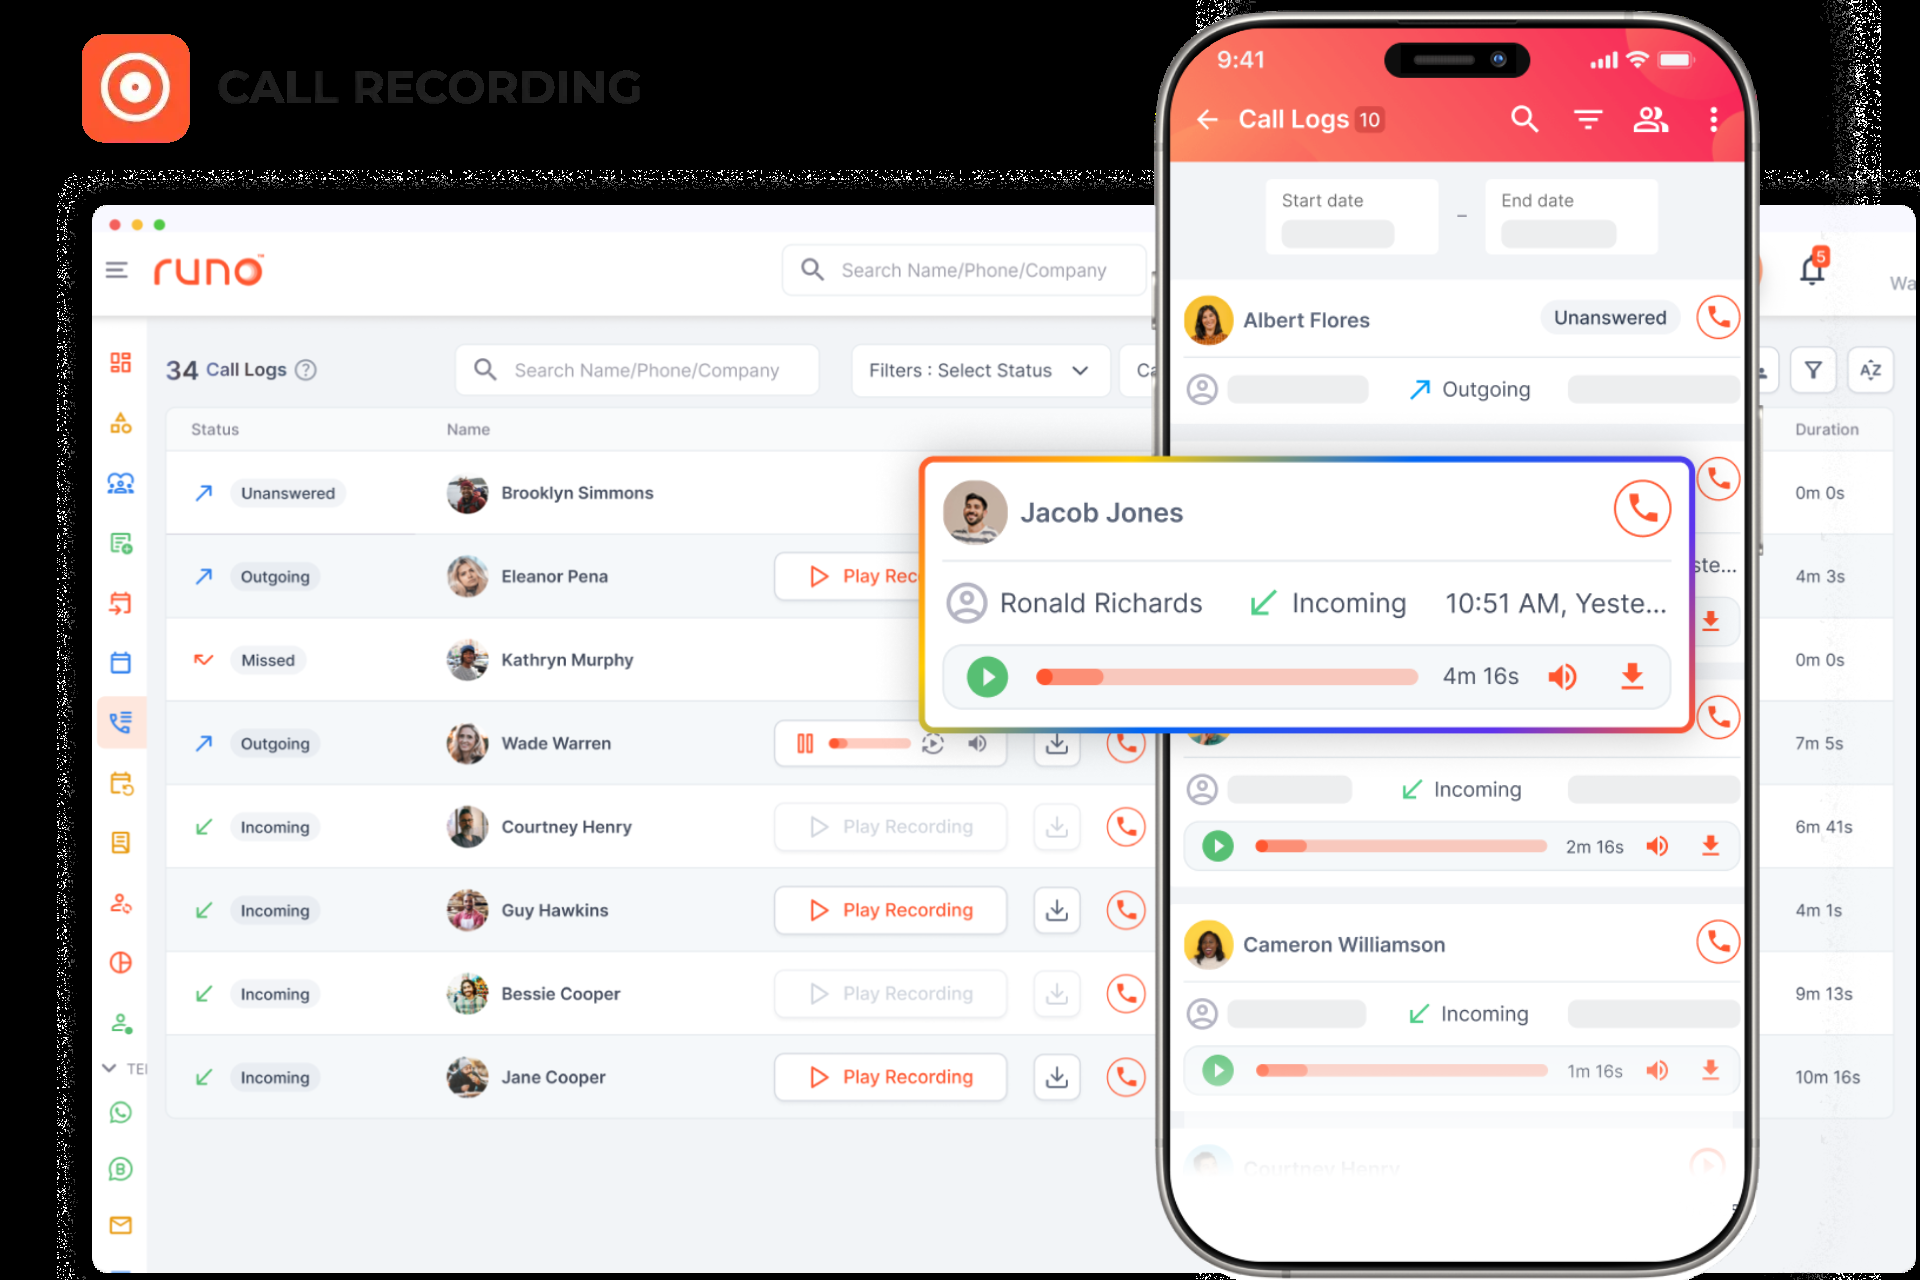 CALL RECORDING
9:41
Call Logs 10
Start date
End date
–
runo™
Search Name/Phone/Company
5
Albert Flores
Unanswered
Outgoing
34 Call Logs ?
Search Name/Phone/Company
Filters : Select Status
AZ
Status
Name
Duration
Unanswered
Brooklyn Simmons
0m 0s
Outgoing
Eleanor Pena
Play Rec
4m 3s
Missed
Kathryn Murphy
0m 0s
Outgoing
Wade Warren
7m 5s
Incoming
Courtney Henry
Play Recording
6m 41s
Incoming
Guy Hawkins
Play Recording
4m 1s
Incoming
Bessie Cooper
Play Recording
9m 13s
Incoming
Jane Cooper
Play Recording
10m 16s
Jacob Jones
Ronald Richards
Incoming
10:51 AM, Yeste...
4m 16s
ste...
Incoming
2m 16s
Cameron Williamson
Incoming
1m 16s
Courtney Henry
B